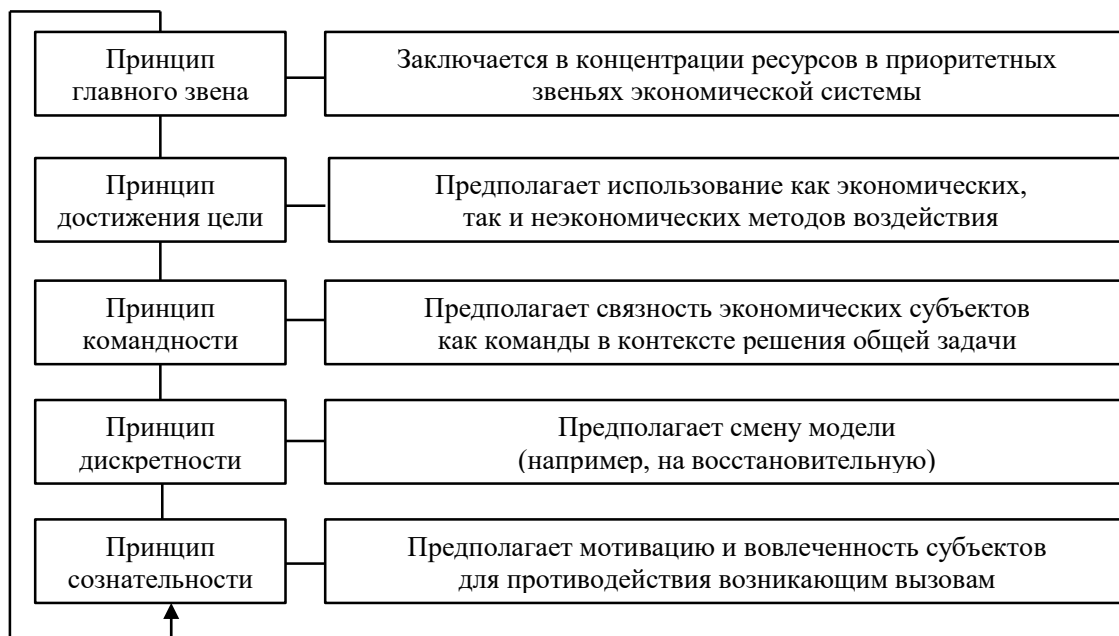 Принцип
главного звена
Заключается в концентрации ресурсов в приоритетных
звеньях экономической системы
Принцип
достижения цели
Предполагает использование как экономических,
так и неэкономических методов воздействия
Принцип
командности
Предполагает связность экономических субъектов
как команды в контексте решения общей задачи
Принцип
дискретности
Предполагает смену модели
(например, на восстановительную)
Принцип
сознательности
Предполагает мотивацию и вовлеченность субъектов
для противодействия возникающим вызовам